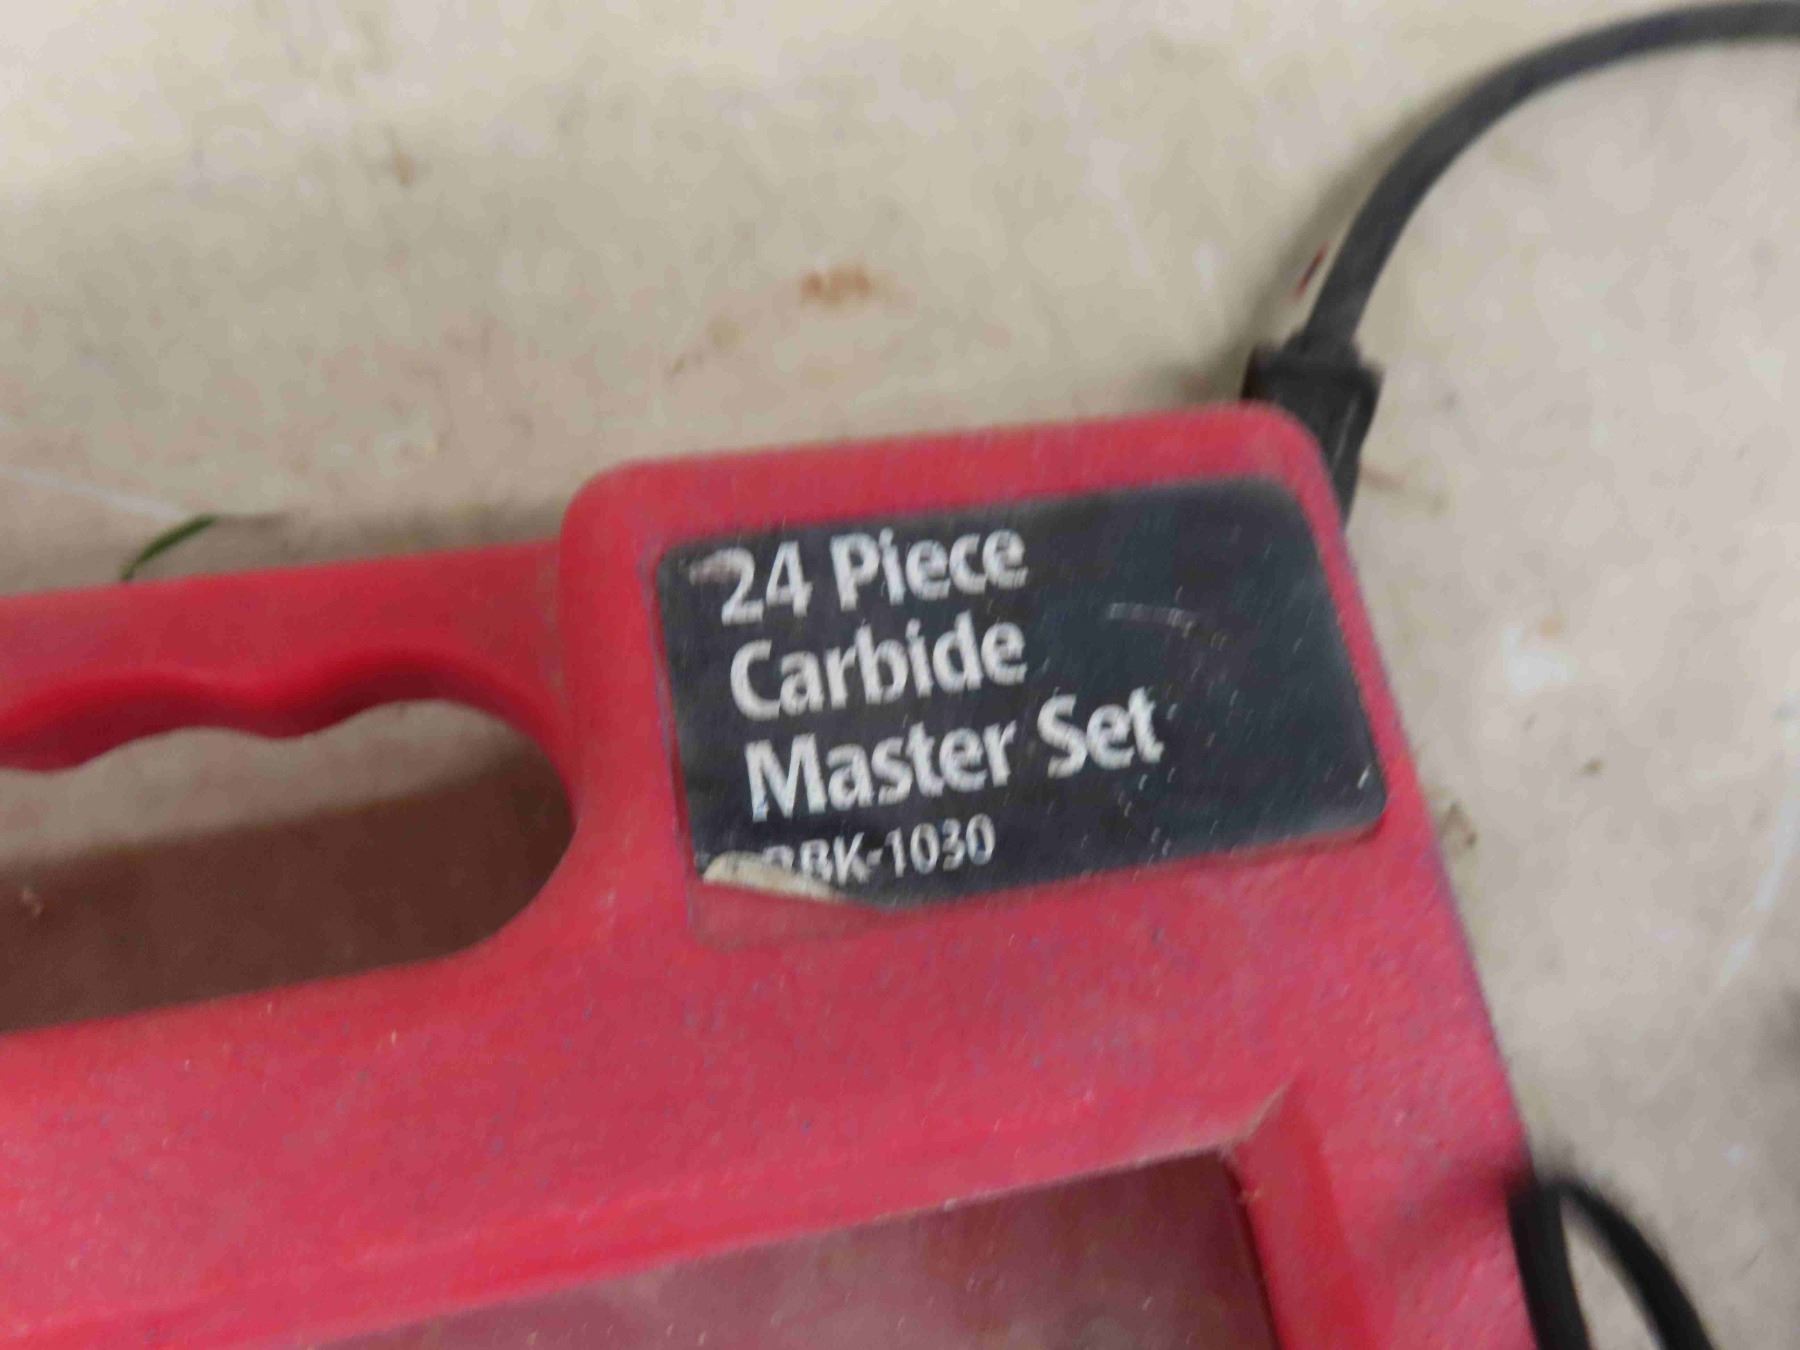 24 Piece
Carbide
Master Set